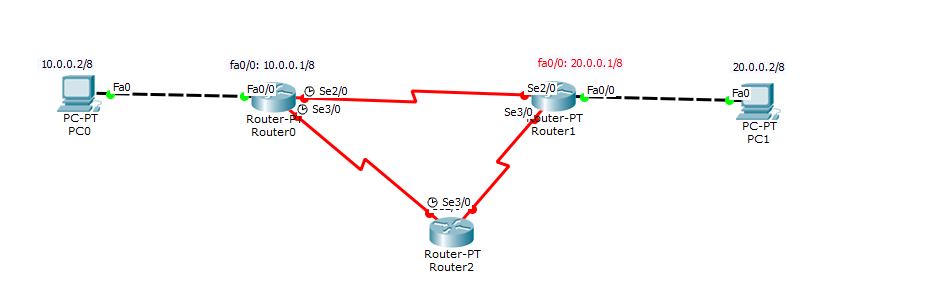 10.0.0.2/8
fa0/0: 10.0.0.1/8
fa0/0: 20.0.0.1/8
20.0.0.2/8
Fa0
Fa0/0
Se2/0
Se3/0
Se2/0
Fa0/0
Se3/0
Fa0
PC-PT
PC0
Router-PT
Router0
Router-PT
Router1
PC-PT
PC1
Se3/0
Router-PT
Router2